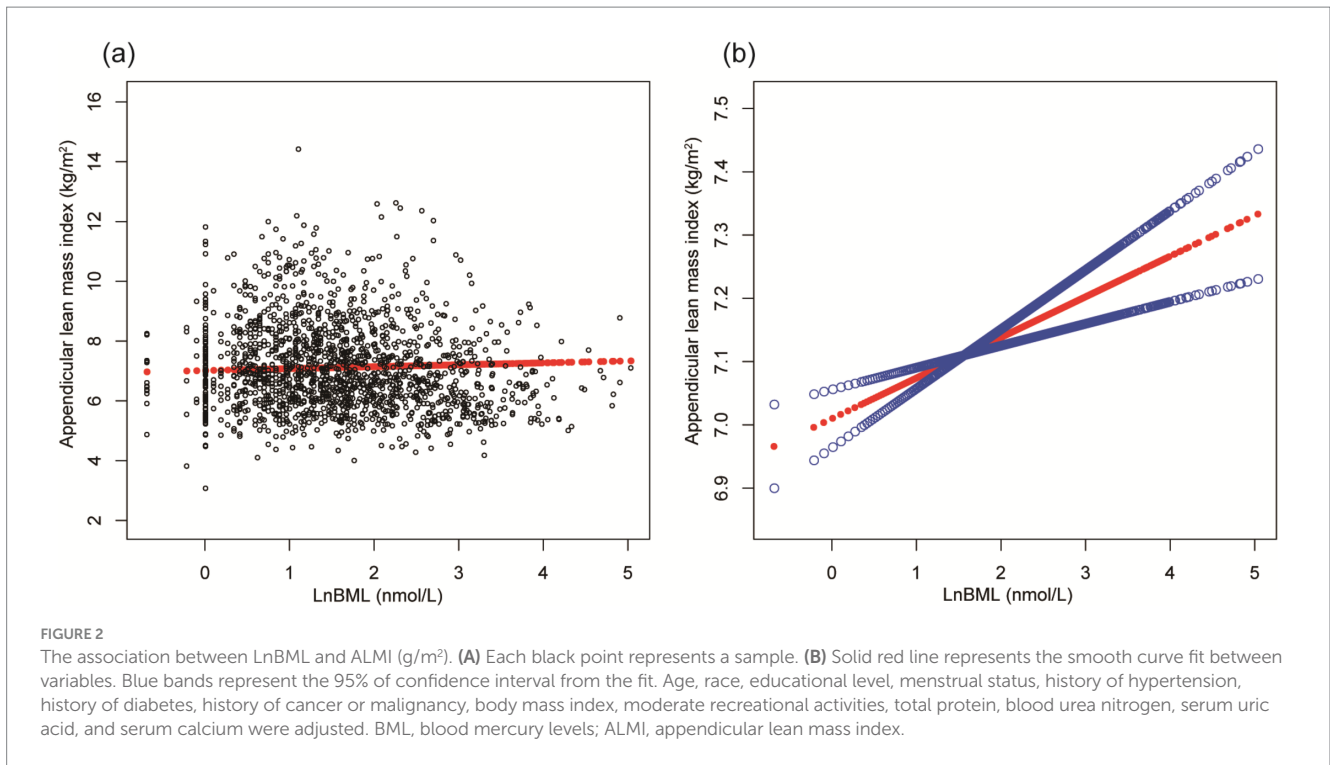 (a)
Appendicular lean mass index (kg/m²)
16
14
12
10
8
6
4
2
0 1 2 3 4 5
LnBML (nmol/L)
(b)
Appendicular lean mass index (kg/m²)
7.5
7.4
7.3
7.2
7.1
7.0
6.9
0 1 2 3 4 5
LnBML (nmol/L)
FIGURE 2
The association between LnBML and ALMI (g/m²). (A) Each black point represents a sample. (B) Solid red line represents the smooth curve fit between
variables. Blue bands represent the 95% of confidence interval from the fit. Age, race, educational level, menstrual status, history of hypertension,
history of diabetes, history of cancer or malignancy, body mass index, moderate recreational activities, total protein, blood urea nitrogen, serum uric
acid, and serum calcium were adjusted. BML, blood mercury levels; ALMI, appendicular lean mass index.